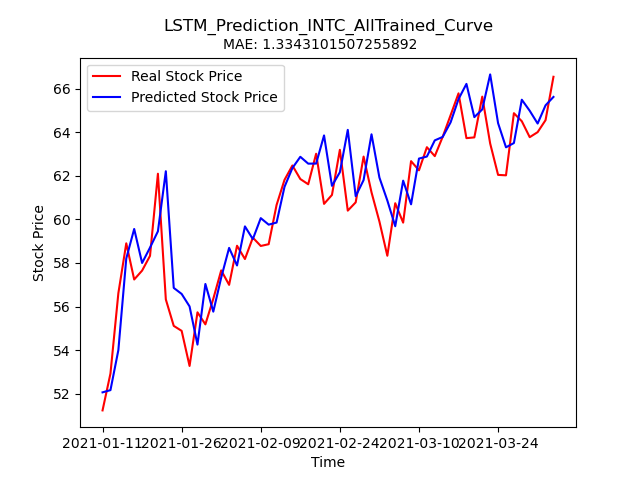 LSTM_Prediction_INTC_AllTrained_Curve
MAE: 1.3343101507255892
Real Stock Price
Predicted Stock Price
66
64
62
60
58
56
54
52
Stock Price
2021-01-11 2021-01-26 2021-02-09 2021-02-24 2021-03-10 2021-03-24
Time